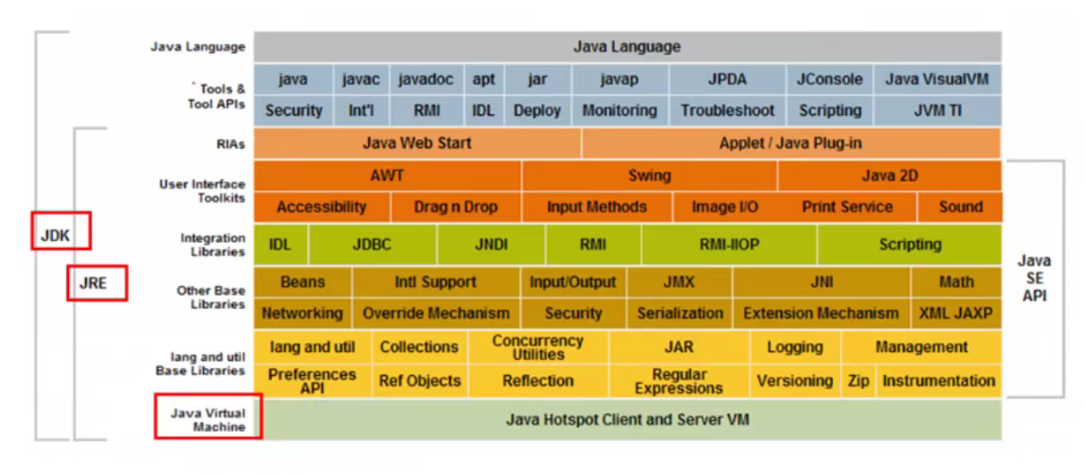 Java Language Java Language
` Tools & Tool APIs
java javac javadoc apt jar javap JPDA JConsole Java VisualVM
Security Int'l RMI IDL Deploy Monitoring Troubleshoot Scripting JVM TI
RIAs Java Web Start Applet / Java Plug-in
User Interface Toolkits
AWT Swing Java 2D
Accessibility Drag n Drop Input Methods Image I/O Print Service Sound
JDK
Integration Libraries
IDL JDBC JNDI RMI RMI-IIOP Scripting
Java SE API
JRE
Other Base Libraries
Beans Intl Support Input/Output JMX JNI Math
Networking Override Mechanism Security Serialization Extension Mechanism XML JAXP
lang and util Base Libraries
lang and util Collections Concurrency Utilities JAR Logging Management
Preferences API Ref Objects Reflection Regular Expressions Versioning Zip Instrumentation
Java Virtual Machine
Java Hotspot Client and Server VM